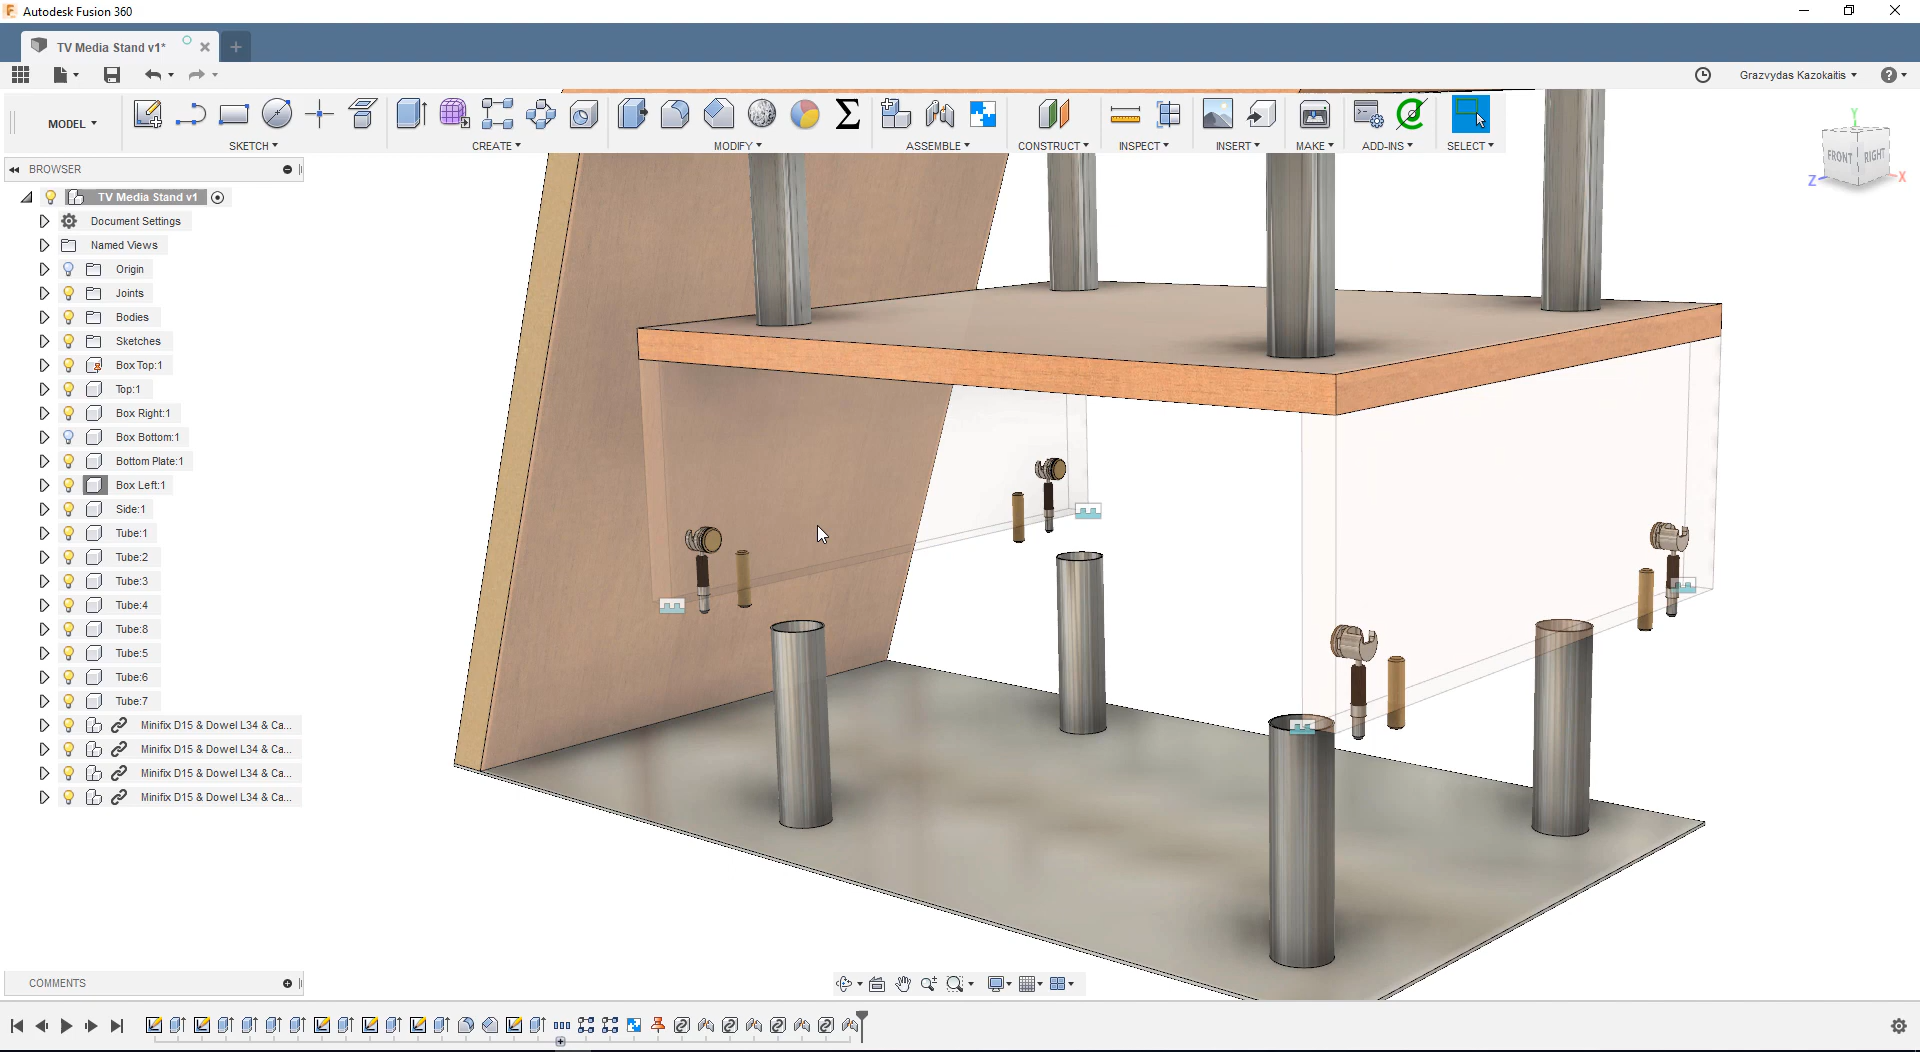 Autodesk Fusion 360
TV Media Stand v1*
Grazvydas Kazokaitis
MODEL
SKETCH
CREATE
MODIFY
ASSEMBLE
CONSTRUCT
INSPECT
INSERT
MAKE
ADD-INS
SELECT
Y
FRONT
RIGHT
Z
X
BROWSER
TV Media Stand v1
Document Settings
Named Views
Origin
Joints
Bodies
Sketches
Box Top:1
Top:1
Box Right:1
Box Bottom:1
Bottom Plate:1
Box Left:1
Side:1
Tube:1
Tube:2
Tube:3
Tube:4
Tube:8
Tube:5
Tube:6
Tube:7
Minifix D15 & Dowel L34 & Ca...
Minifix D15 & Dowel L34 & Ca...
Minifix D15 & Dowel L34 & Ca...
Minifix D15 & Dowel L34 & Ca...
COMMENTS